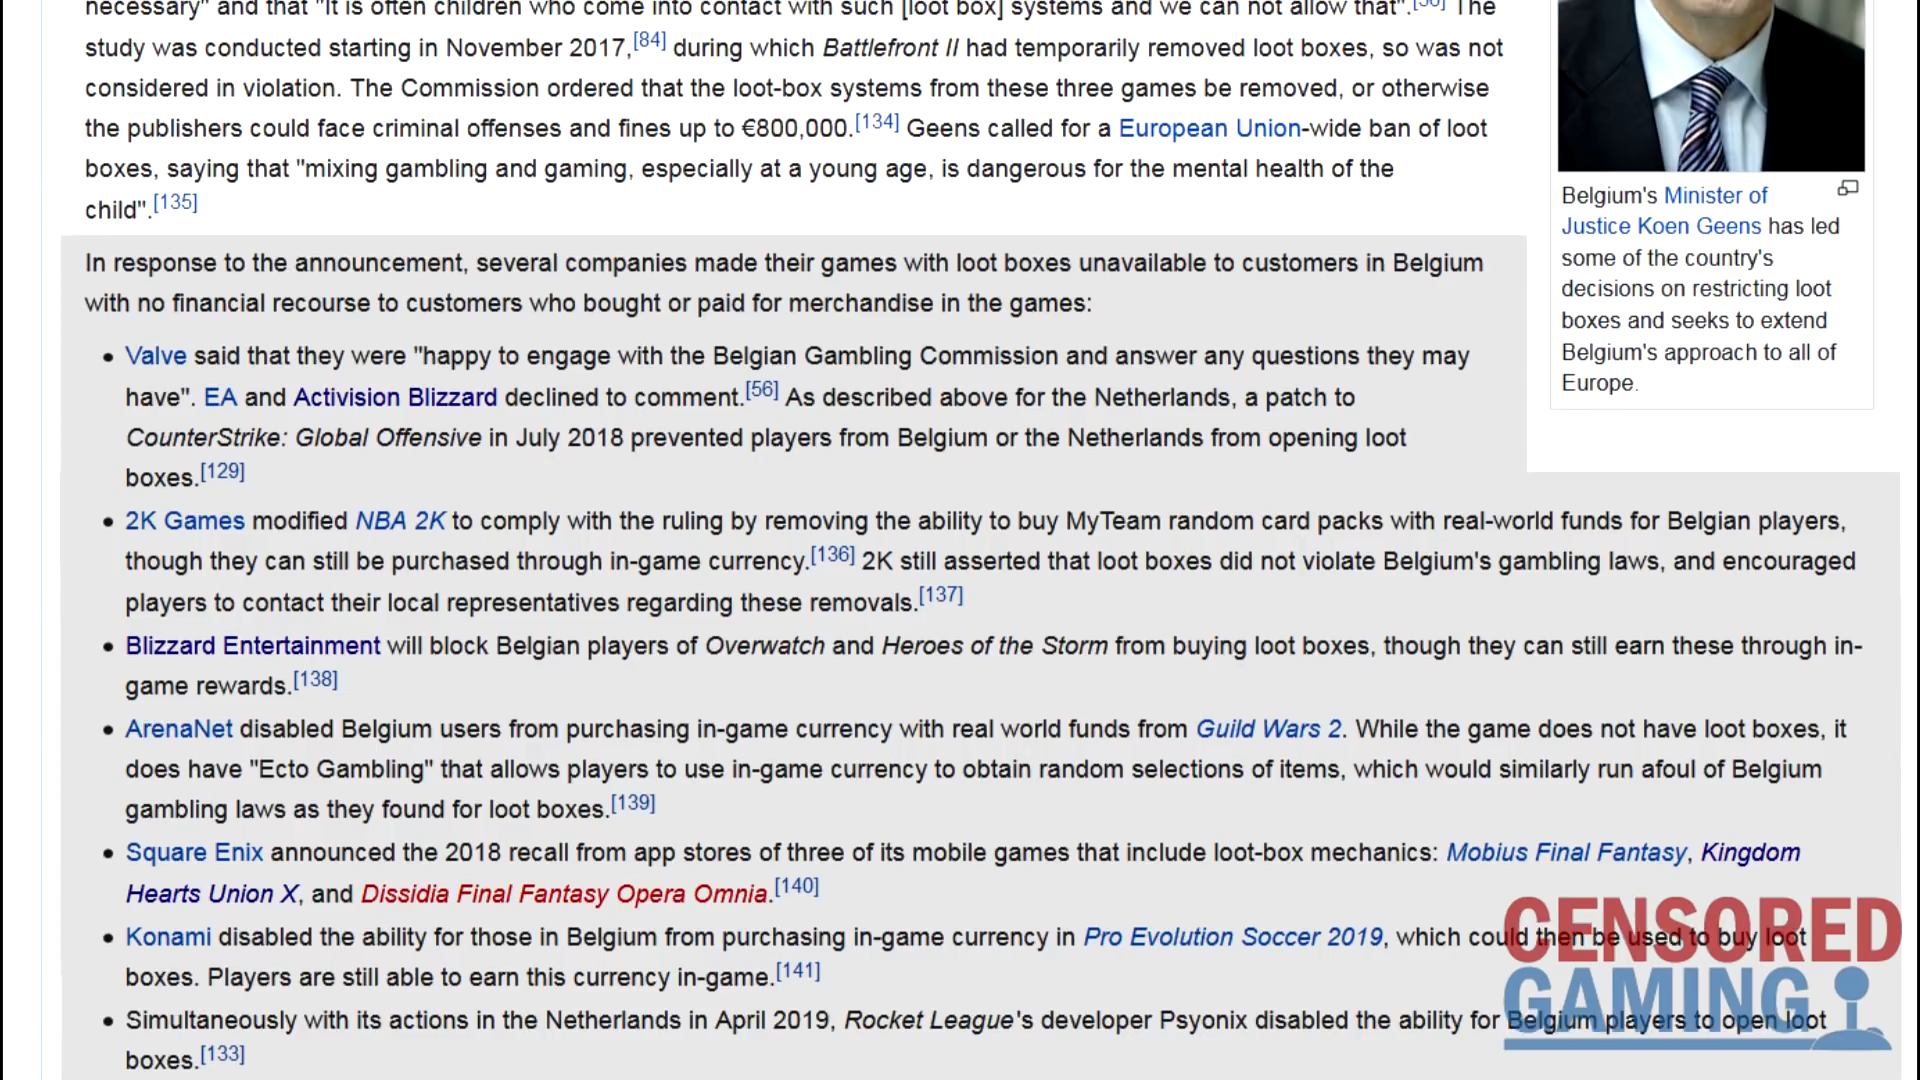 necessary" and that "It is often children who come into contact with such [loot box] systems and we can not allow that".[56] The
study was conducted starting in November 2017,[84] during which Battlefront II had temporarily removed loot boxes, so was not
considered in violation. The Commission ordered that the loot-box systems from these three games be removed, or otherwise
the publishers could face criminal offenses and fines up to €800,000.[134] Geens called for a European Union-wide ban of loot
boxes, saying that "mixing gambling and gaming, especially at a young age, is dangerous for the mental health of the
child".[135]
Belgium's Minister of
Justice Koen Geens has led
some of the country's
decisions on restricting loot
boxes and seeks to extend
Belgium's approach to all of
Europe.
In response to the announcement, several companies made their games with loot boxes unavailable to customers in Belgium
with no financial recourse to customers who bought or paid for merchandise in the games:
• Valve said that they were "happy to engage with the Belgian Gambling Commission and answer any questions they may
have". EA and Activision Blizzard declined to comment.[56] As described above for the Netherlands, a patch to
CounterStrike: Global Offensive in July 2018 prevented players from Belgium or the Netherlands from opening loot
boxes.[129]
• 2K Games modified NBA 2K to comply with the ruling by removing the ability to buy MyTeam random card packs with real-world funds for Belgian players,
though they can still be purchased through in-game currency.[136] 2K still asserted that loot boxes did not violate Belgium's gambling laws, and encouraged
players to contact their local representatives regarding these removals.[137]
• Blizzard Entertainment will block Belgian players of Overwatch and Heroes of the Storm from buying loot boxes, though they can still earn these through in-
game rewards.[138]
• ArenaNet disabled Belgium users from purchasing in-game currency with real world funds from Guild Wars 2. While the game does not have loot boxes, it
does have "Ecto Gambling" that allows players to use in-game currency to obtain random selections of items, which would similarly run afoul of Belgium
gambling laws as they found for loot boxes.[139]
• Square Enix announced the 2018 recall from app stores of three of its mobile games that include loot-box mechanics: Mobius Final Fantasy, Kingdom
Hearts Union X, and Dissidia Final Fantasy Opera Omnia.[140]
• Konami disabled the ability for those in Belgium from purchasing in-game currency in Pro Evolution Soccer 2019, which could then be used to buy loot
boxes. Players are still able to earn this currency in-game.[141]
• Simultaneously with its actions in the Netherlands in April 2019, Rocket League's developer Psyonix disabled the ability for Belgium players to open loot
boxes.[133]
CENSORED
GAMING